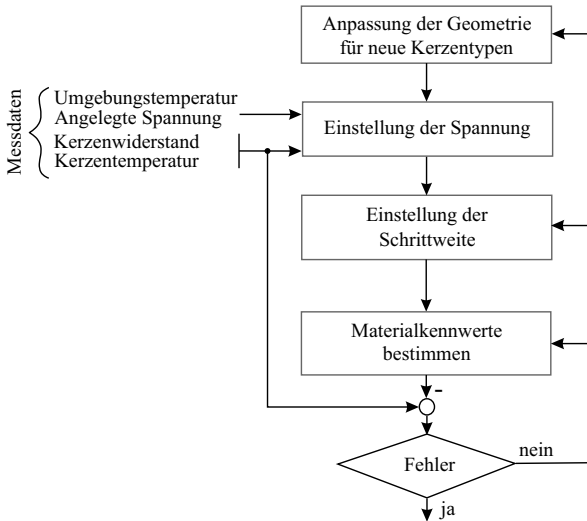 Anpassung der Geometrie
für neue Kerzentypen
Messdaten
Umgebungstemperatur
Angelegte Spannung
Kerzenwiderstand
Kerzentemperatur
Einstellung der Spannung
Einstellung der
Schrittweite
Materialkennwerte
bestimmen
-
Fehler
nein
ja